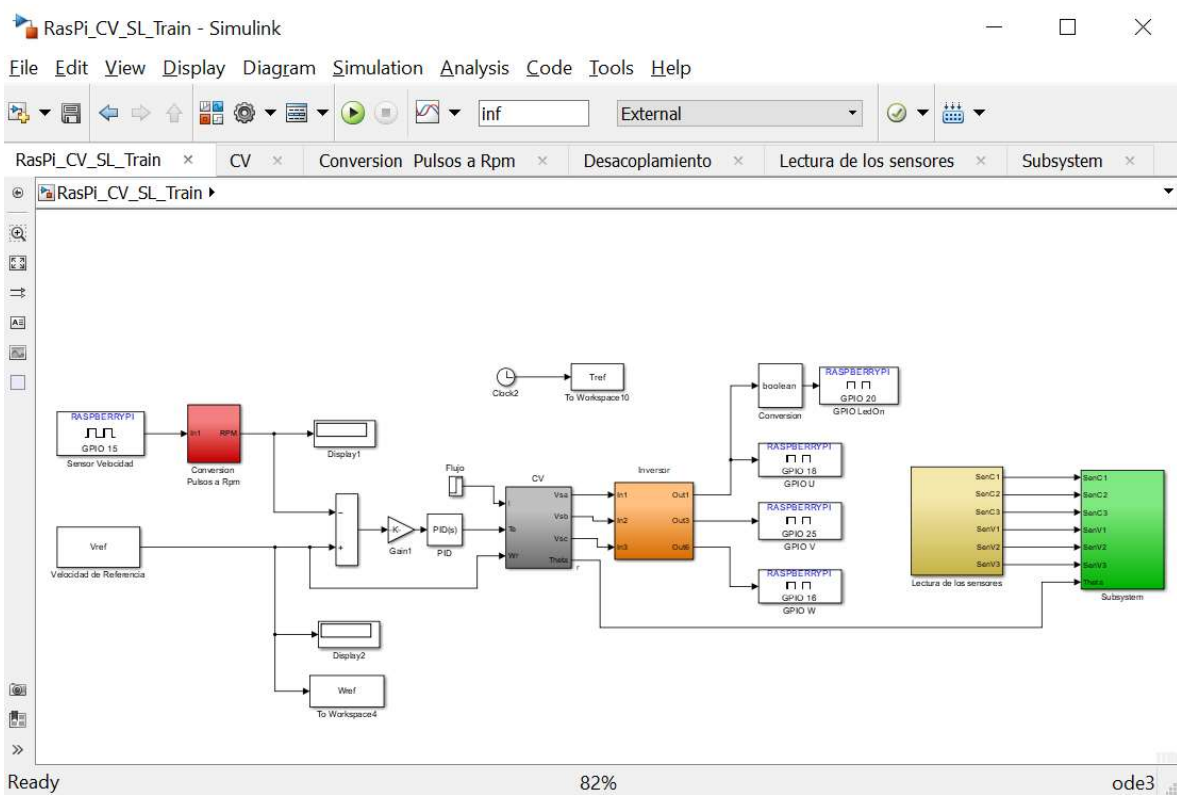 RasPi_CV_SL_Train - Simulink
File Edit View Display Diagram Simulation Analysis Code Tools Help
inf External
RasPi_CV_SL_Train × CV × Conversion Pulsos a Rpm × Desacoplamiento × Lectura de los sensores × Subsystem ×
RasPi_CV_SL_Train
RASPBERRYPI
GPIO 15
Sensor Velocidad
In1 RPM
Conversion
Pulsos a Rpm
Display1
Clock2
Tref
To Workspace10
boolean
Conversion
RASPBERRYPI
GPIO 20
GPIO LedOn
Vref
Velocidad de Referencia
-K-
Gain1
PID(s)
PID
Flujo
CV
I
Te
Wr
Vsa
Vsb
Vsc
Theta
r
Inversor
In1
In2
In3
Out1
Out3
Out6
RASPBERRYPI
GPIO 18
GPIO U
RASPBERRYPI
GPIO 25
GPIO V
RASPBERRYPI
GPIO 16
GPIO W
SenC1
SenC2
SenC3
SenV1
SenV2
SenV3
Lectura de los sensores
SenC1
SenC2
SenC3
SenV1
SenV2
SenV3
Theta
Subsystem
Display2
Wref
To Workspace4
Ready 82% ode3